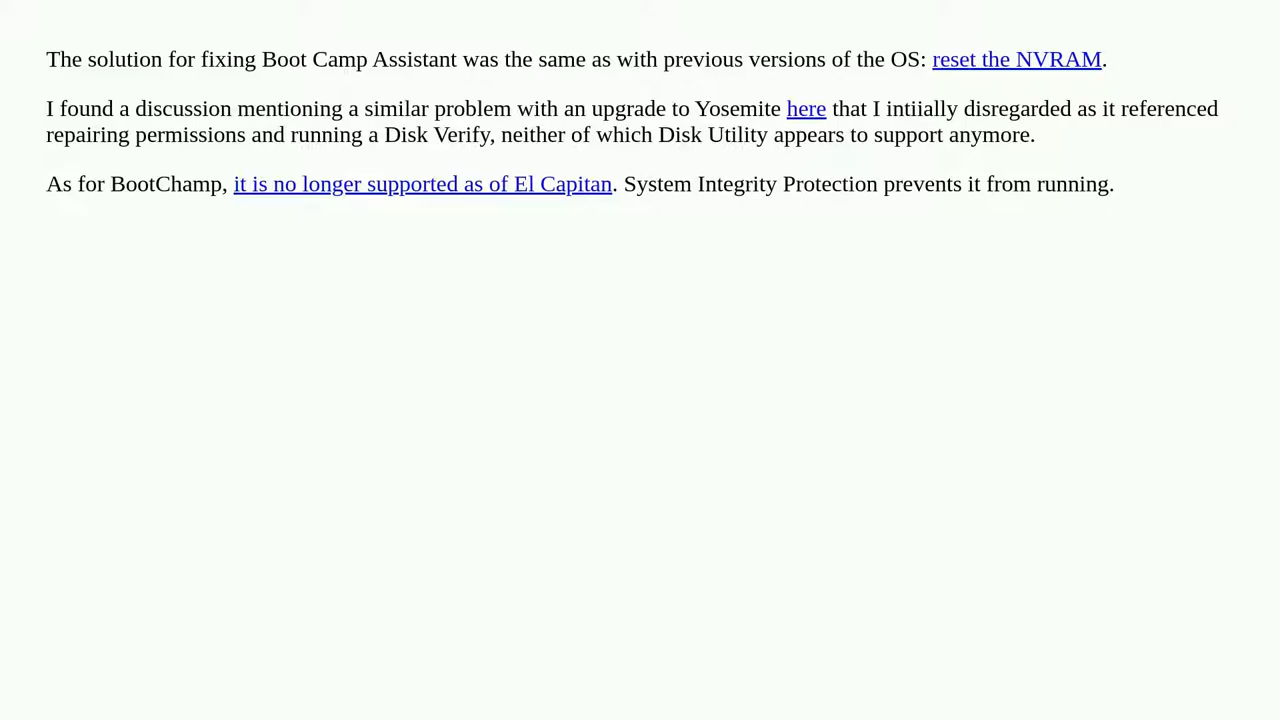 The solution for fixing Boot Camp Assistant was the same as with previous versions of the OS: reset the NVRAM.
I found a discussion mentioning a similar problem with an upgrade to Yosemite here that I intiially disregarded as it referenced
repairing permissions and running a Disk Verify, neither of which Disk Utility appears to support anymore.
As for BootChamp, it is no longer supported as of El Capitan. System Integrity Protection prevents it from running.